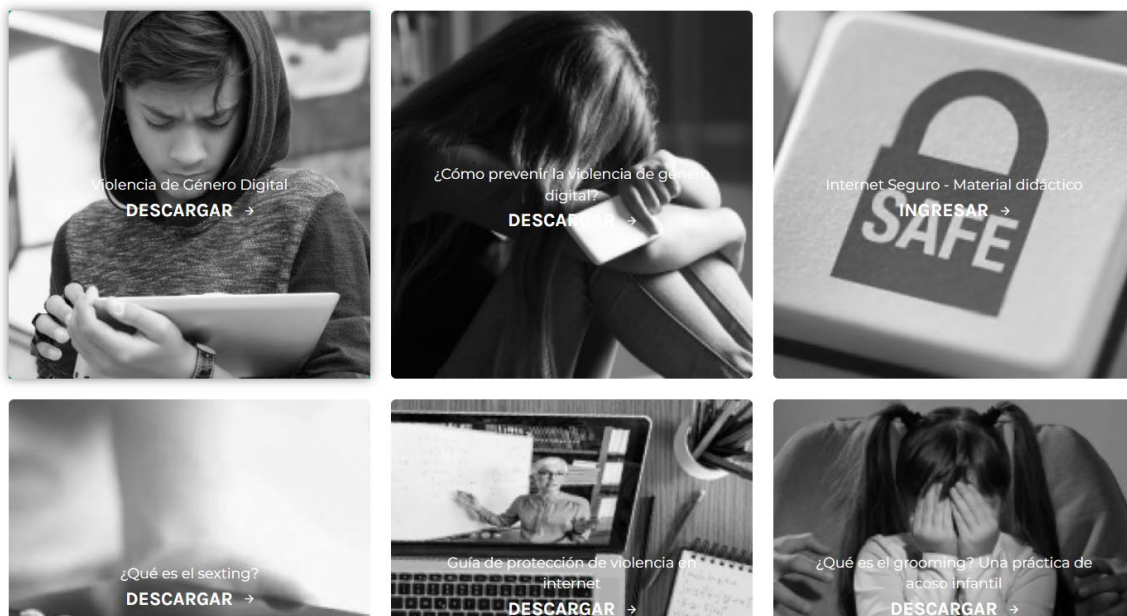 Violencia de Género Digital
DESCARGAR →
¿Cómo prevenir la violencia de género
digital?
DESCARGAR →
Internet Seguro - Material didáctico
INGRESAR →
SAFE
¿Qué es el sexting?
DESCARGAR →
Guía de protección de violencia en
internet
DESCARGAR →
¿Qué es el grooming? Una práctica de
acoso infantil
DESCARGAR →